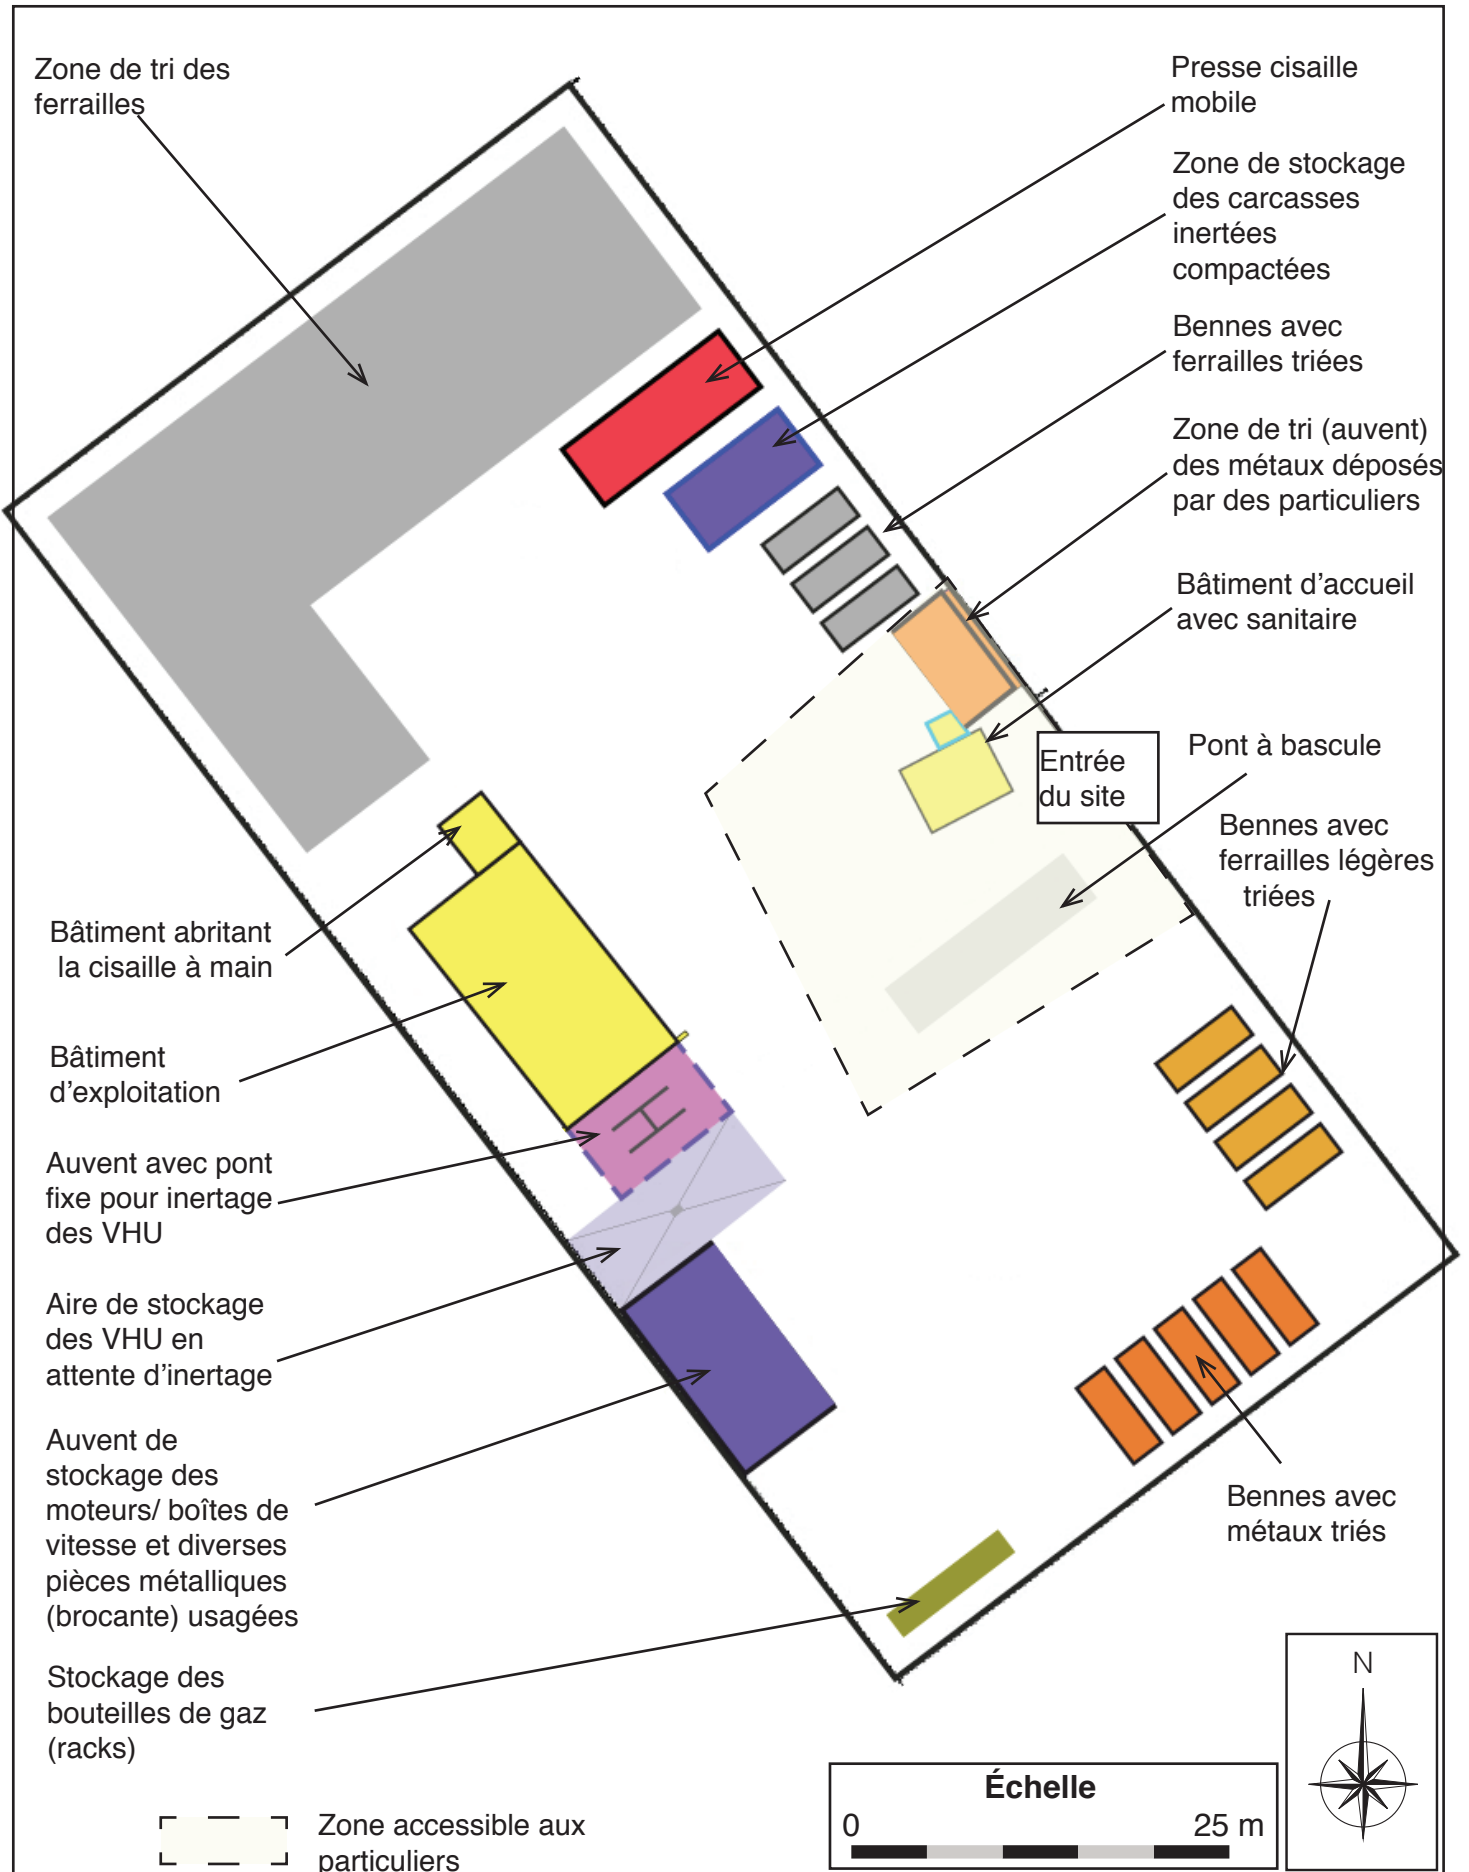 Zone de tri des
ferrailles
Presse cisaille
mobile
Zone de stockage
des carcasses
inertées
compactées
Bennes avec
ferrailles triées
Zone de tri (auvent)
des métaux déposés
par des particuliers
Bâtiment d'accueil
avec sanitaire
Entrée
du site
Pont à bascule
Bennes avec
ferrailles légères
triées
Bâtiment abritant
la cisaille à main
Bâtiment
d'exploitation
Auvent avec pont
fixe pour inertage
des VHU
Aire de stockage
des VHU en
attente d'inertage
Auvent de
stockage des
moteurs/ boîtes de
vitesse et diverses
pièces métalliques
(brocante) usagées
Bennes avec
métaux triés
Stockage des
bouteilles de gaz
(racks)
N
Échelle
0 25 m
Zone accessible aux
particuliers